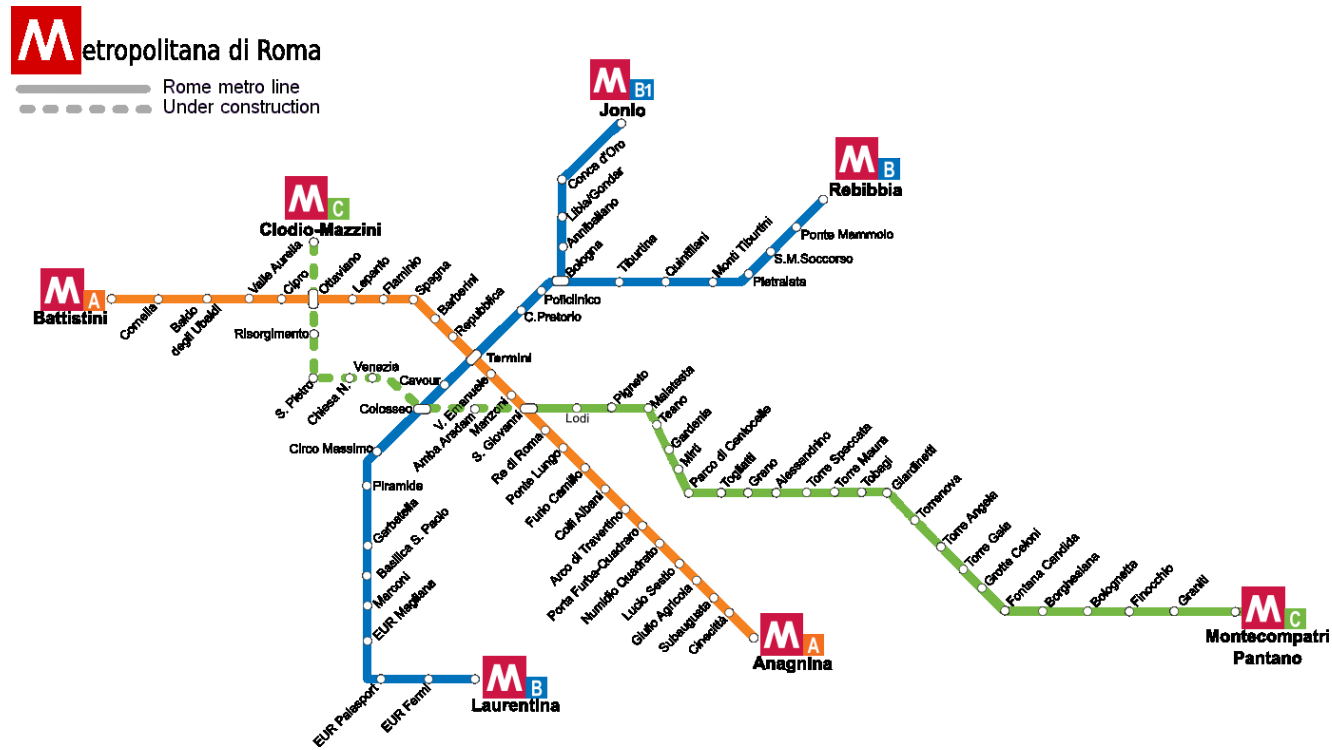 Metropolitana di Roma
Rome metro line
Under construction
M B1
Jonio
M B
Rebibbia
M C
Clodio-Mazzini
M A
Battistini
Cornelia
Baldo
degli Ubaldi
Valle Aurelia
Cipro
Ottaviano
Lepanto
Flaminio
Spagna
Barberini
Repubblica
Termini
V. Emanuele
Manzoni
S. Giovanni
Re di Roma
Ponte Lungo
Furio Camillo
Colli Albani
Arco di Travertino
Porta Furba-Quadraro
Numidio Quadrato
Lucio Sestio
Giulio Agricola
Subaugusta
Cinecittà
M A
Anagnina
Conca d'Oro
Libia/Gondar
Annibaliano
Bologna
Tiburtina
Quintiliani
Monti Tiburtini
Pietralata
S.M.Soccorso
Ponte Mammolo
Policlinico
C.Pretorio
Cavour
Colosseo
Circo Massimo
Piramide
Garbatella
Basilica S. Paolo
Marconi
EUR Magliana
EUR Palasport
EUR Fermi
M B
Laurentina
Risorgimento
S. Pietro
Chiesa N.
Venezia
Amba Aradam
Lodi
Pigneto
Malatesta
Teano
Gardenie
Mirti
Parco di Centocelle
Togliatti
Grano
Alessandrino
Torre Spaccata
Torre Maura
Tobagi
Giardinetti
Torrenova
Torre Angela
Torre Gaia
Grotte Celoni
Fontana Candida
Borghesiana
Bolognetta
Finocchio
Graniti
M C
Montecompatri
Pantano